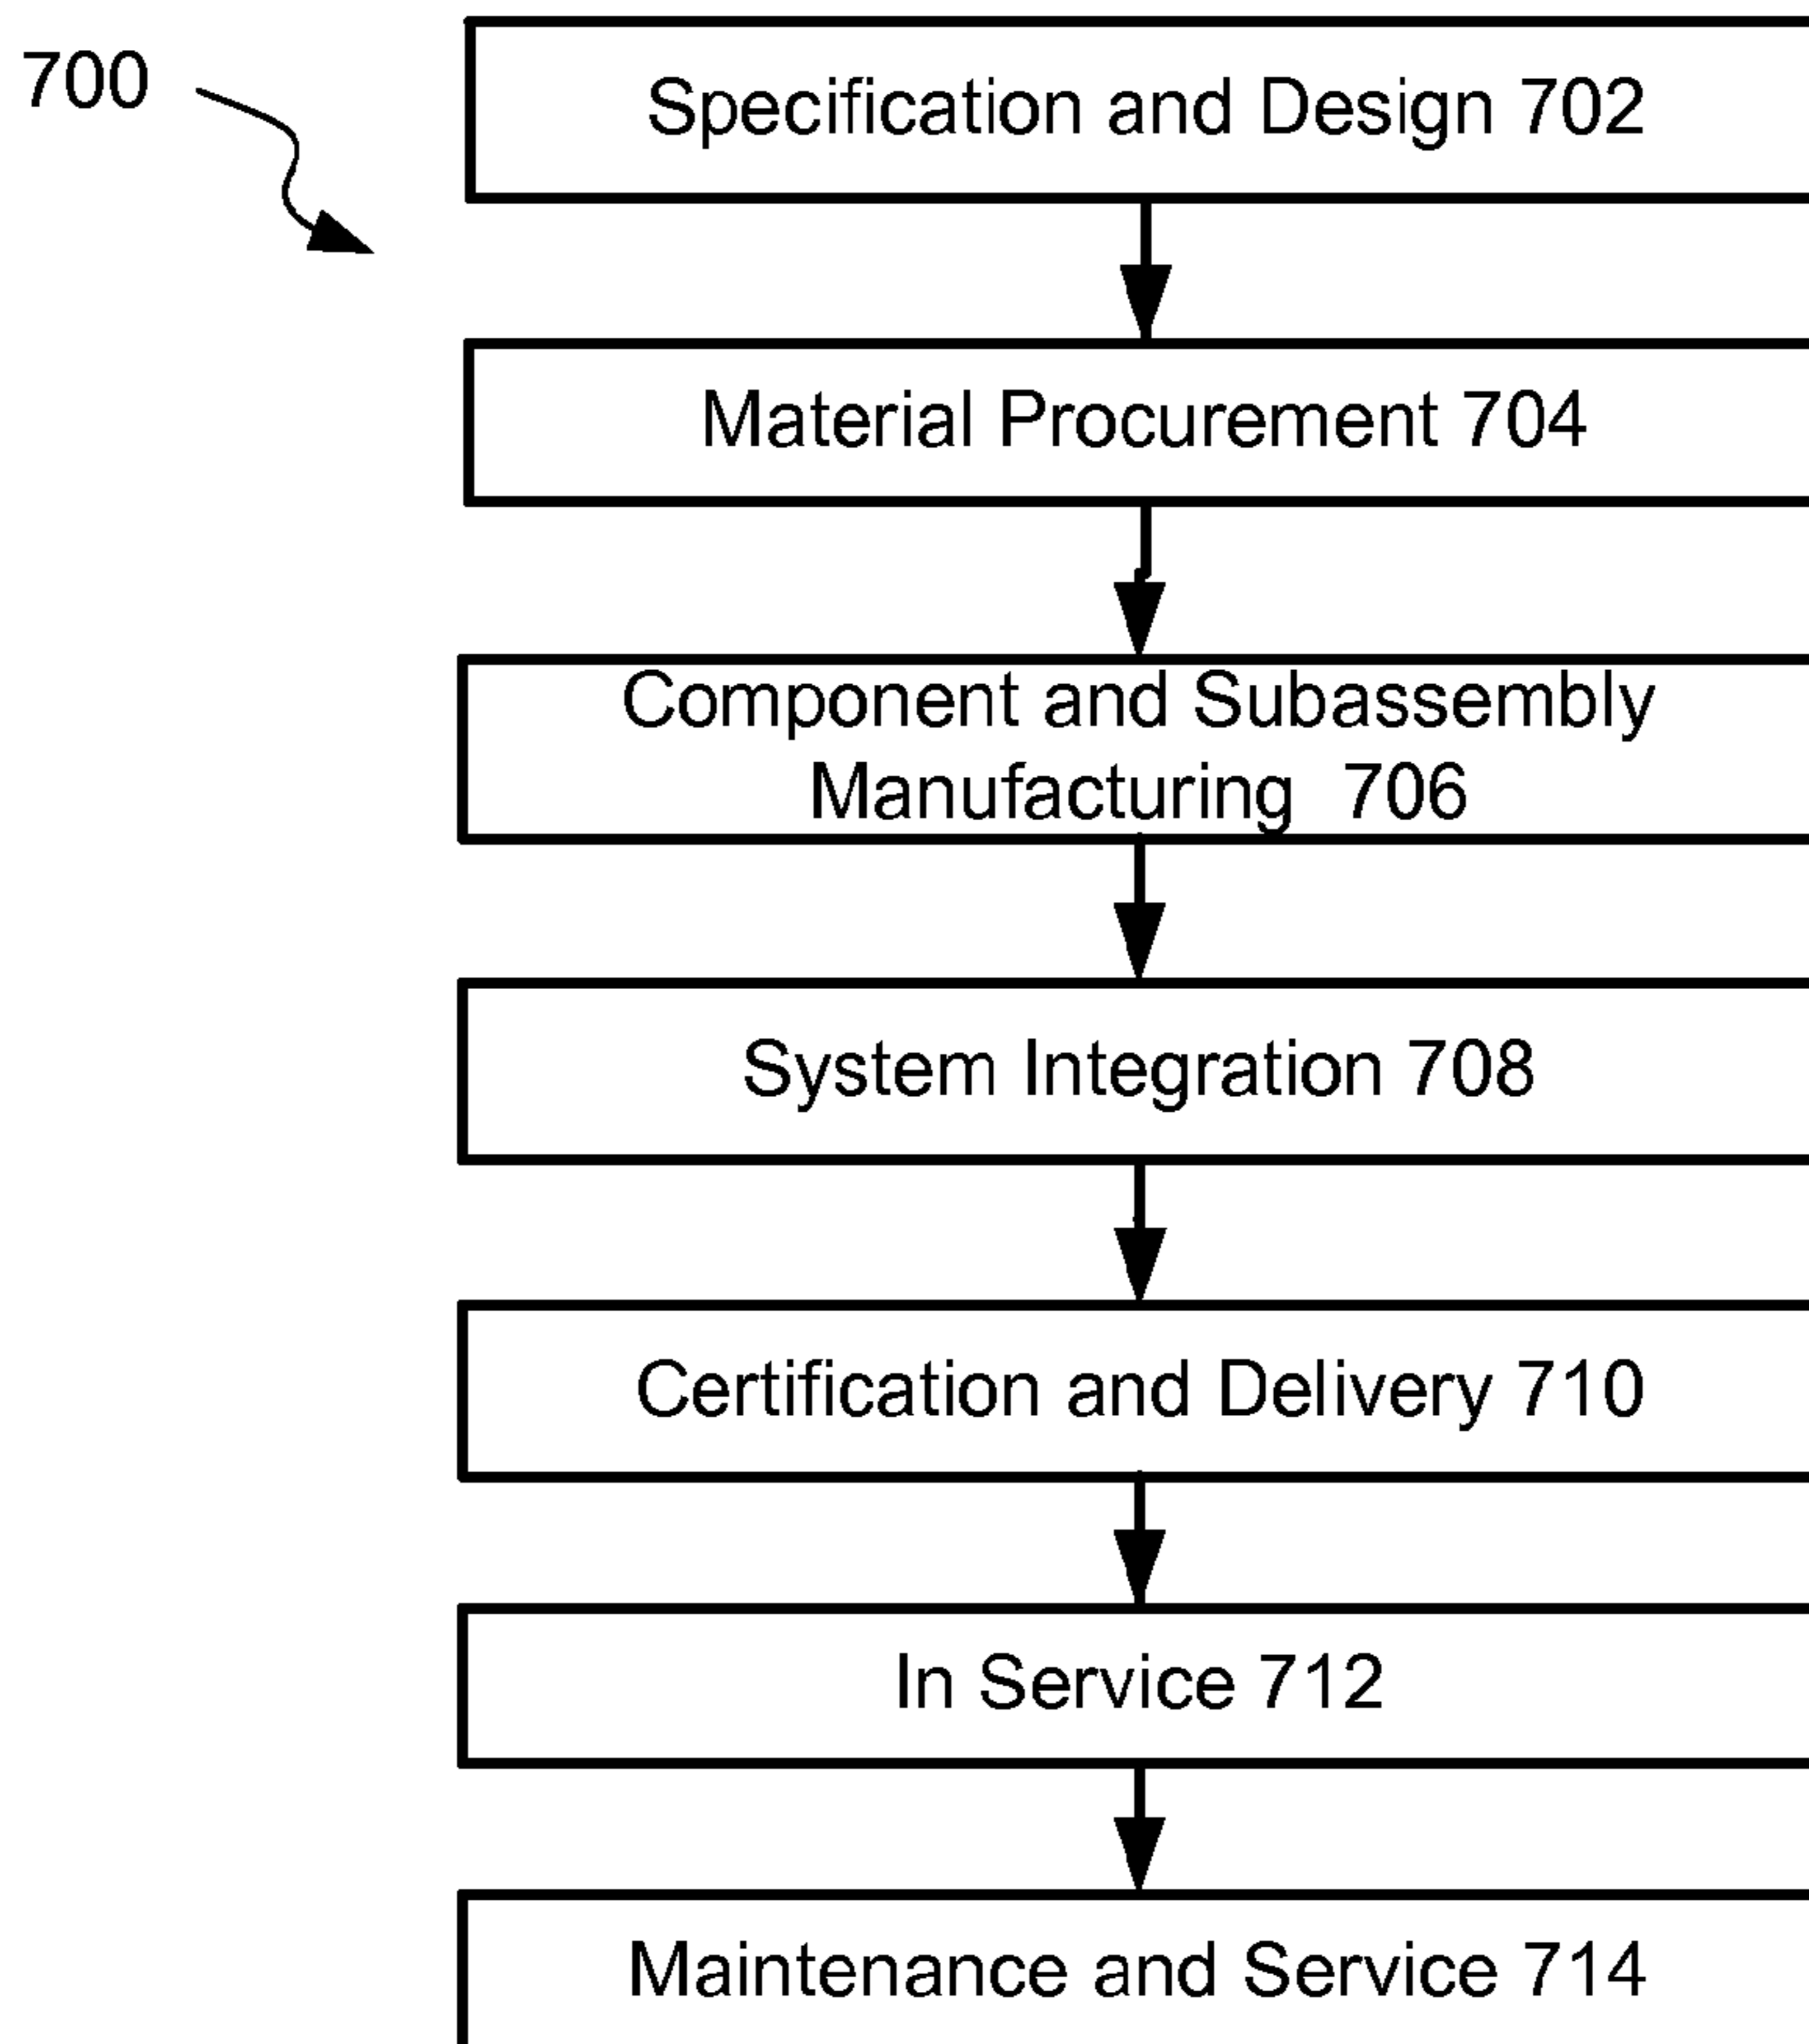 700
Specification and Design 702
Material Procurement 704
Component and Subassembly
Manufacturing 706
System Integration 708
Certification and Delivery 710
In Service 712
Maintenance and Service 714